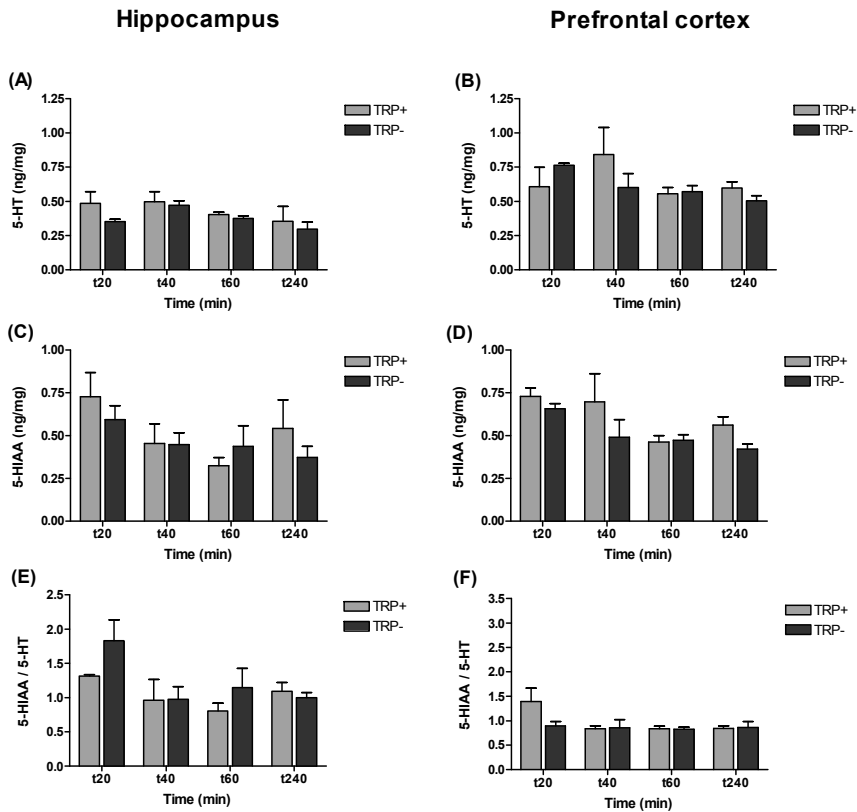 Hippocampus
Prefrontal cortex
(A)
5-HT (ng/mg)
1.25
1.00
0.75
0.50
0.25
0.00
t20 t40 t60 t240
Time (min)
TRP+
TRP-
(B)
5-HT (ng/mg)
1.25
1.00
0.75
0.50
0.25
0.00
t20 t40 t60 t240
Time (min)
TRP+
TRP-
(C)
5-HIAA (ng/mg)
1.00
0.75
0.50
0.25
0.00
t20 t40 t60 t240
Time (min)
TRP+
TRP-
(D)
5-HIAA (ng/mg)
1.00
0.75
0.50
0.25
0.00
t20 t40 t60 t240
Time (min)
TRP+
TRP-
(E)
5-HIAA / 5-HT
2.5
2.0
1.5
1.0
0.5
0.0
t20 t40 t60 t240
Time (min)
TRP+
TRP-
(F)
5-HIAA / 5-HT
3.5
3.0
2.5
2.0
1.5
1.0
0.5
0.0
t20 t40 t60 t240
Time (min)
TRP+
TRP-